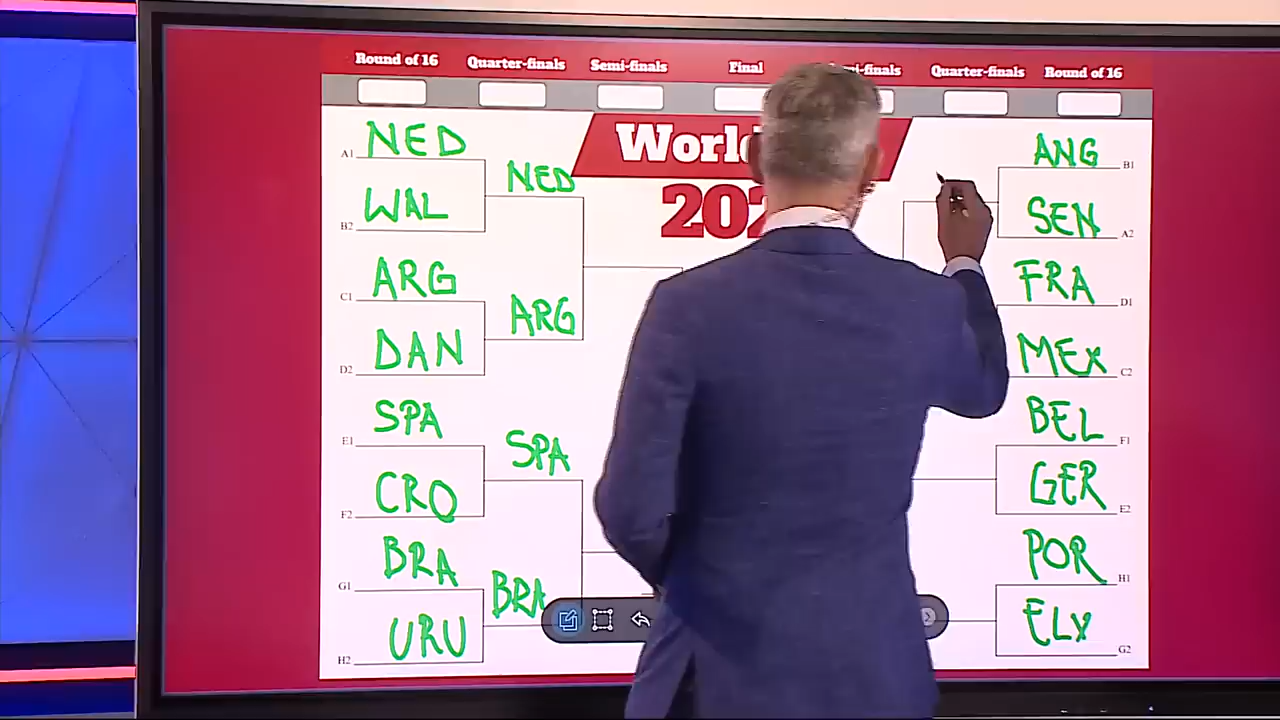 Round of 16 Quarter-finals Semi-finals Final Quarter-finals Round of 16
World
202
A1 NED
B2 WAL
NED
C1 ARG
D2 DAN
ARG
E1 SPA
F2 CRO
SPA
G1 BRA
H2 URU
BRA
ANG B1
SEN A2
FRA D1
MEX C2
BEL F1
GER E2
POR H1
ELV G2